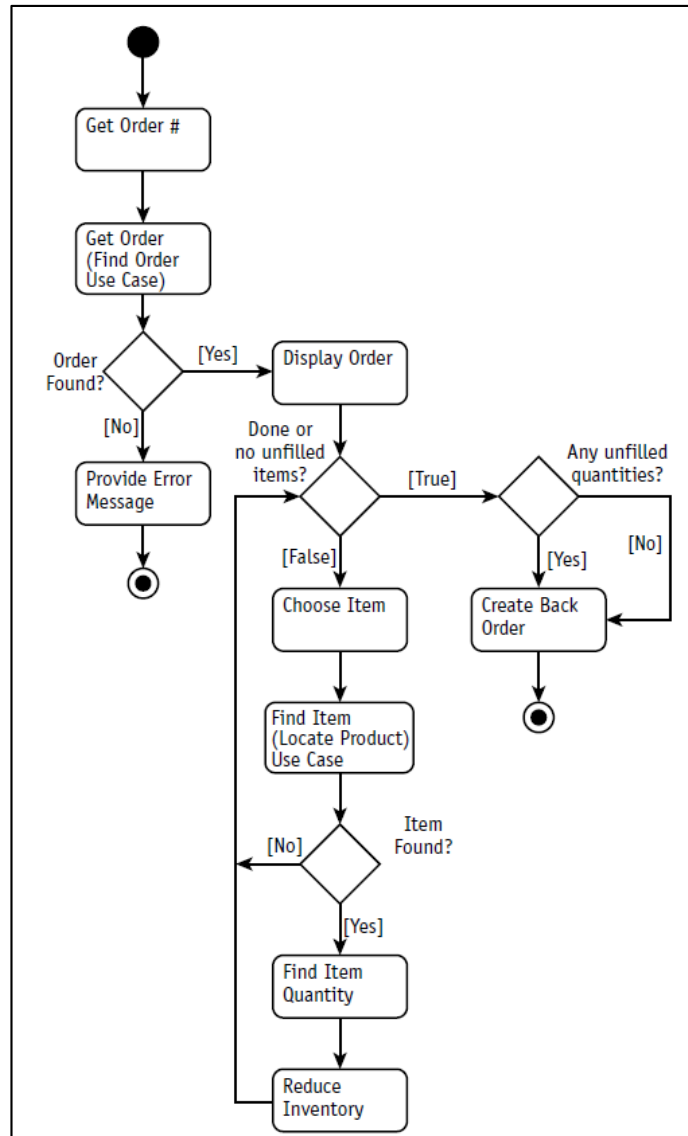 Get Order #
Get Order
(Find Order
Use Case)
Order
Found?
[Yes]
Display Order
[No]
Provide Error
Message
Done or
no unfilled
items?
[True]
Any unfilled
quantities?
[No]
[Yes]
Create Back
Order
[False]
Choose Item
Find Item
(Locate Product)
Use Case
Item
Found?
[No]
[Yes]
Find Item
Quantity
Reduce
Inventory